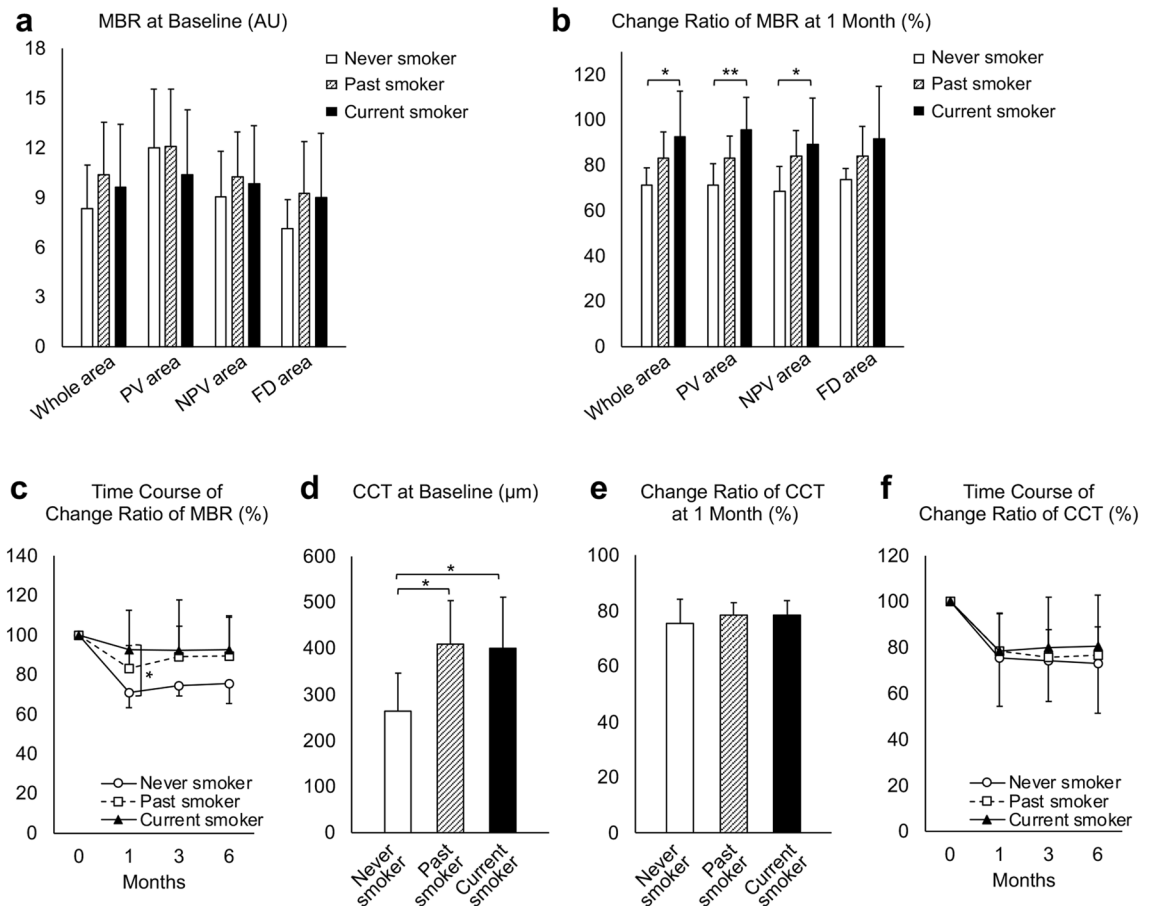 a
MBR at Baseline (AU)
18
15
12
9
6
3
0
Never smoker
Past smoker
Current smoker
*Whole area
PV area
NPV area
FD area
b
Change Ratio of MBR at 1 Month (%)
120
100
80
60
40
20
0
*
**
*
Never smoker
Past smoker
Current smoker
Whole area
PV area
NPV area
FD area
c
Time Course of
Change Ratio of MBR (%)
140
120
100
80
60
40
20
0
*
Never smoker
Past smoker
Current smoker
0 1 3 6
Months
d
CCT at Baseline (μm)
600
500
400
300
200
100
0
*
*
Never
smoker
Past
smoker
Current
smoker
e
Change Ratio of CCT
at 1 Month (%)
100
80
60
40
20
0
Never
smoker
Past
smoker
Current
smoker
f
Time Course of
Change Ratio of CCT (%)
120
100
80
60
40
20
0
Never smoker
Past smoker
Current smoker
0 1 3 6
Months